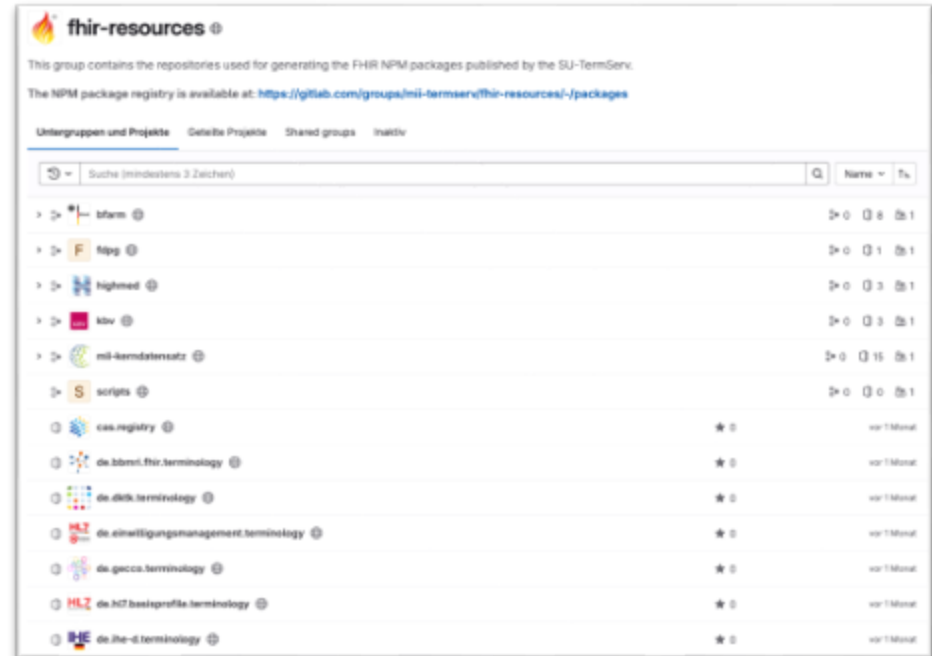 fhir-resources
This group contains the repositories used for generating the FHIR NPM packages published by the SU-TermServ.
The NPM package registry is available at: https://gitlab.com/groups/mii-termserv/fhir-resources/-/packages
Untergruppen und Projekte Geteilte Projekte Shared groups Inaktiv
Suche (mindestens 3 Zeichen) Name
bfarm 0 8 1
F fdpg 0 1 1
highmed 0 3 1
kbv 0 3 1
mii-kerndatensatz 0 15 1
S scripts 0 0 1
cas.registry 0 vor 1 Monat
de.bbmri.fhir.terminology 0 vor 1 Monat
de.dktk.terminology 0 vor 1 Monat
HL7 de.einwilligungsmanagement.terminology 0 vor 1 Monat
de.gecco.terminology 0 vor 1 Monat
HL7 de.hl7.basisprofile.terminology 0 vor 1 Monat
IHE de.ihe-d.terminology 0 vor 1 Monat